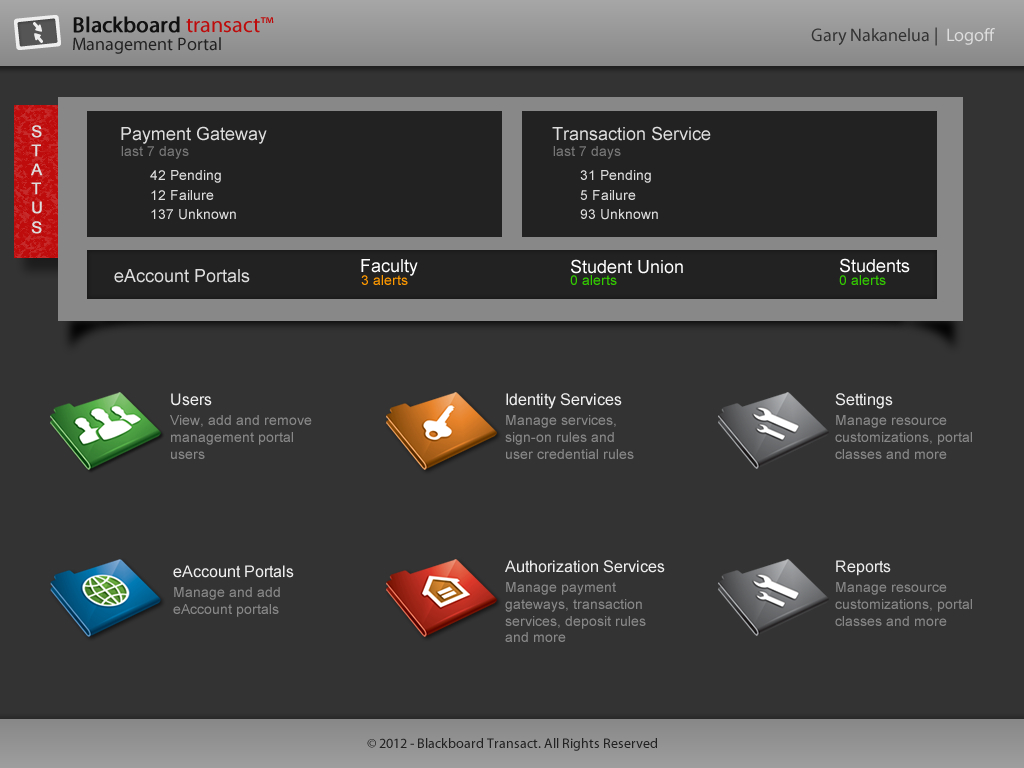 Blackboard transact™
Management Portal
Gary Nakanelua | Logoff
STATUS
Payment Gateway
last 7 days
42 Pending
12 Failure
137 Unknown
Transaction Service
last 7 days
31 Pending
5 Failure
93 Unknown
eAccount Portals
Faculty
3 alerts
Student Union
0 alerts
Students
0 alerts
Users
View, add and remove
management portal
users
Identity Services
Manage services,
sign-on rules and
user credential rules
Settings
Manage resource
customizations, portal
classes and more
eAccount Portals
Manage and add
eAccount portals
Authorization Services
Manage payment
gateways, transaction
services, deposit rules
and more
Reports
Manage resource
customizations, portal
classes and more
© 2012 - Blackboard Transact. All Rights Reserved